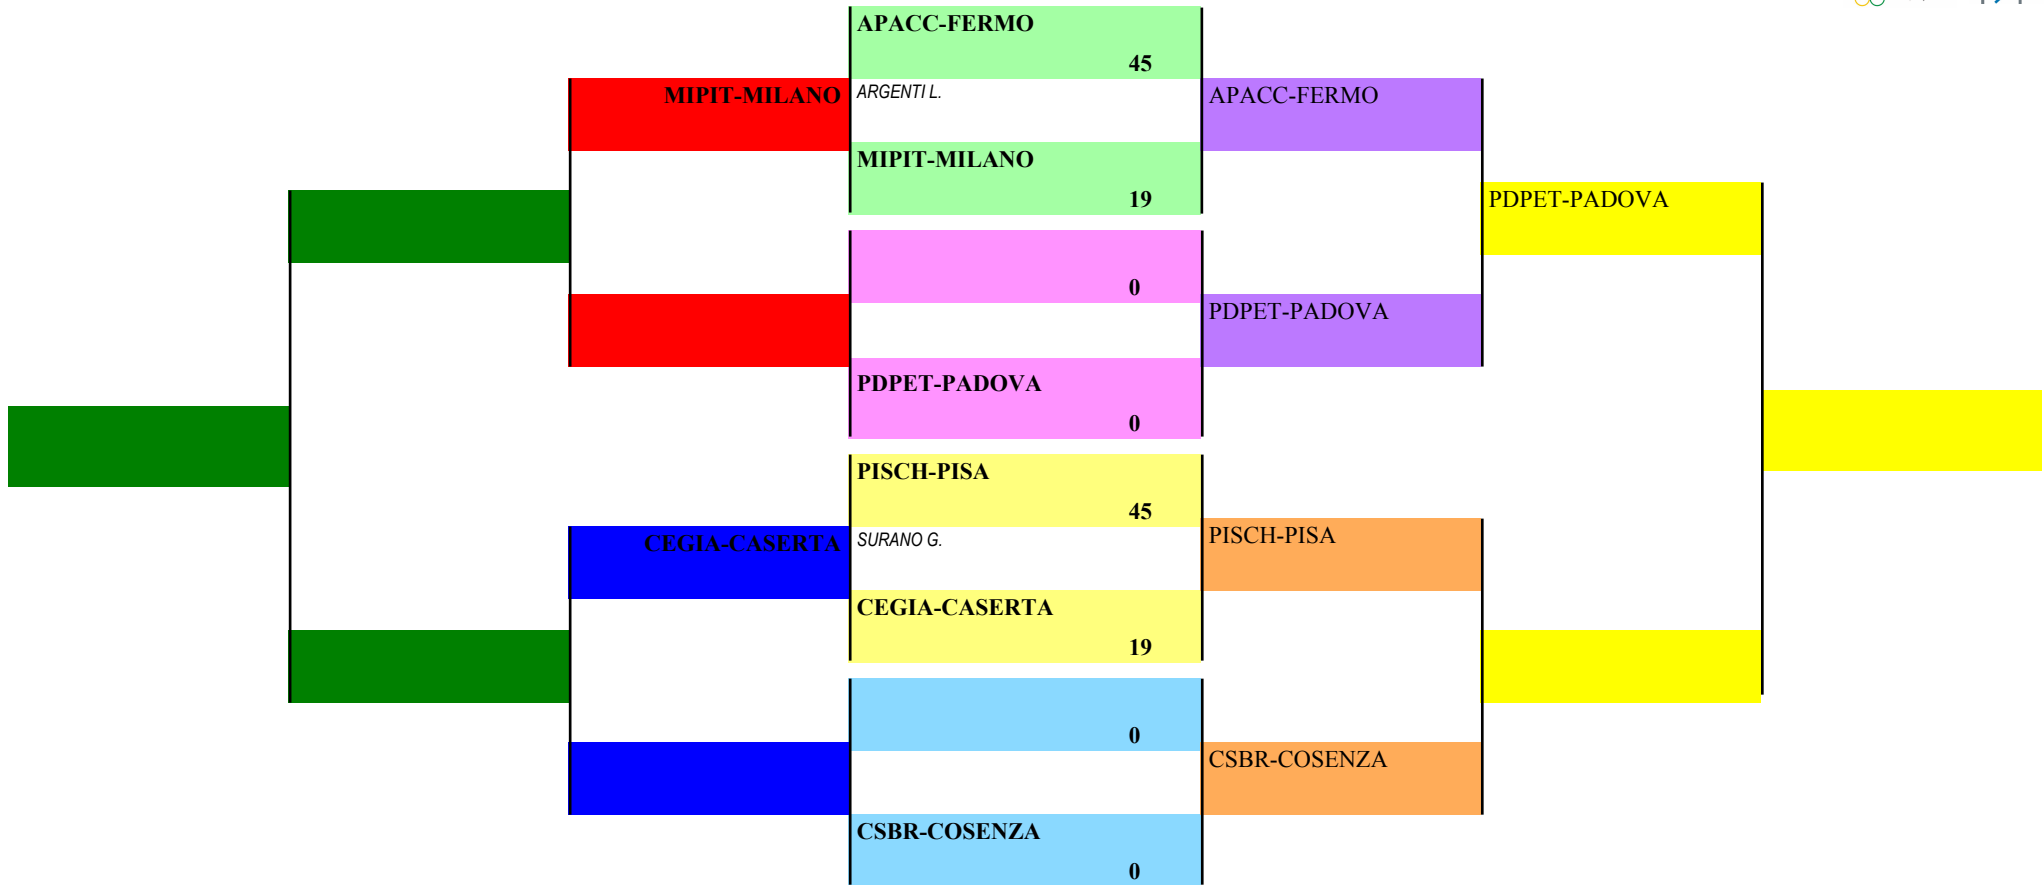 APACC-FERMO
45
MIPIT-MILANO
ARGENTI L.
APACC-FERMO
MIPIT-MILANO
19
PDPET-PADOVA
0
PDPET-PADOVA
PDPET-PADOVA
0
PISCH-PISA
45
CEGIA-CASERTA
SURANO G.
PISCH-PISA
CEGIA-CASERTA
19
0
CSBR-COSENZA
CSBR-COSENZA
0